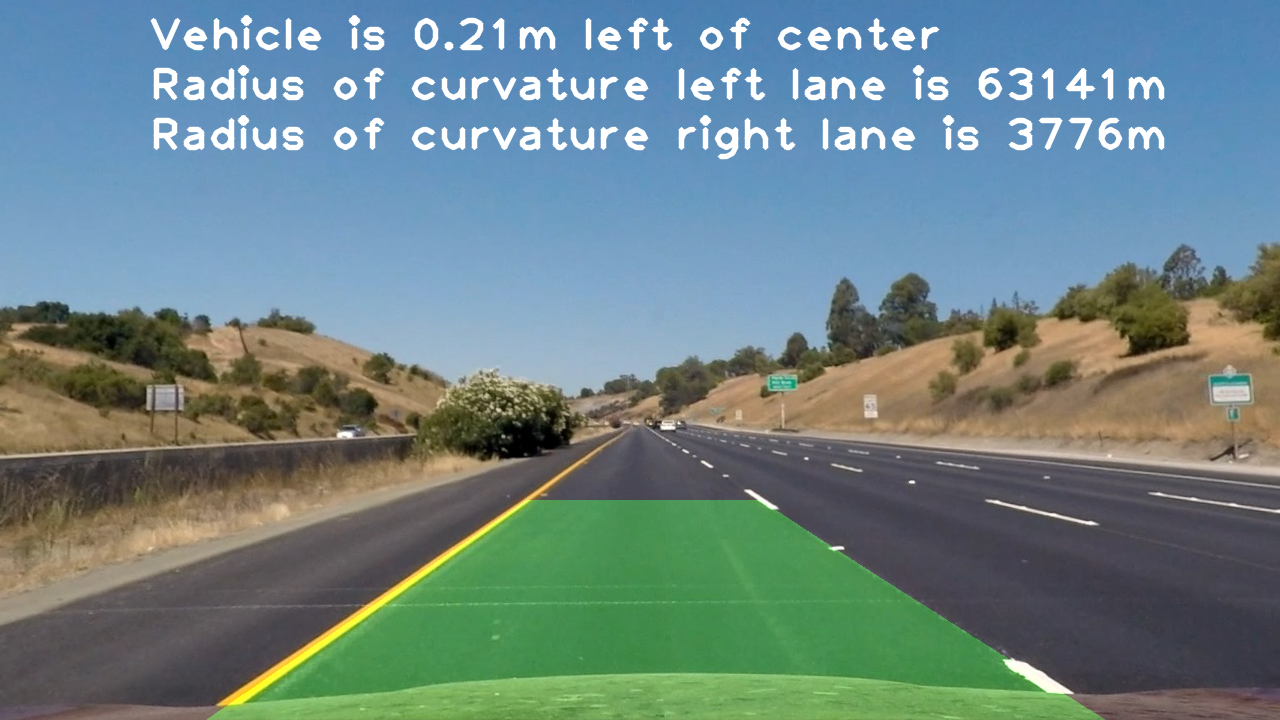 Vehicle is 0.21m left of center
Radius of curvature left lane is 63141m
Radius of curvature right lane is 3776m